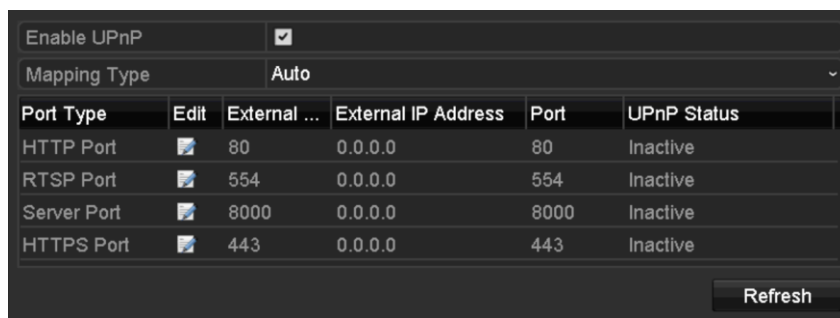 Enable UPnP
Mapping Type Auto
Port Type Edit External ... External IP Address Port UPnP Status
HTTP Port 80 0.0.0.0 80 Inactive
RTSP Port 554 0.0.0.0 554 Inactive
Server Port 8000 0.0.0.0 8000 Inactive
HTTPS Port 443 0.0.0.0 443 Inactive
Refresh